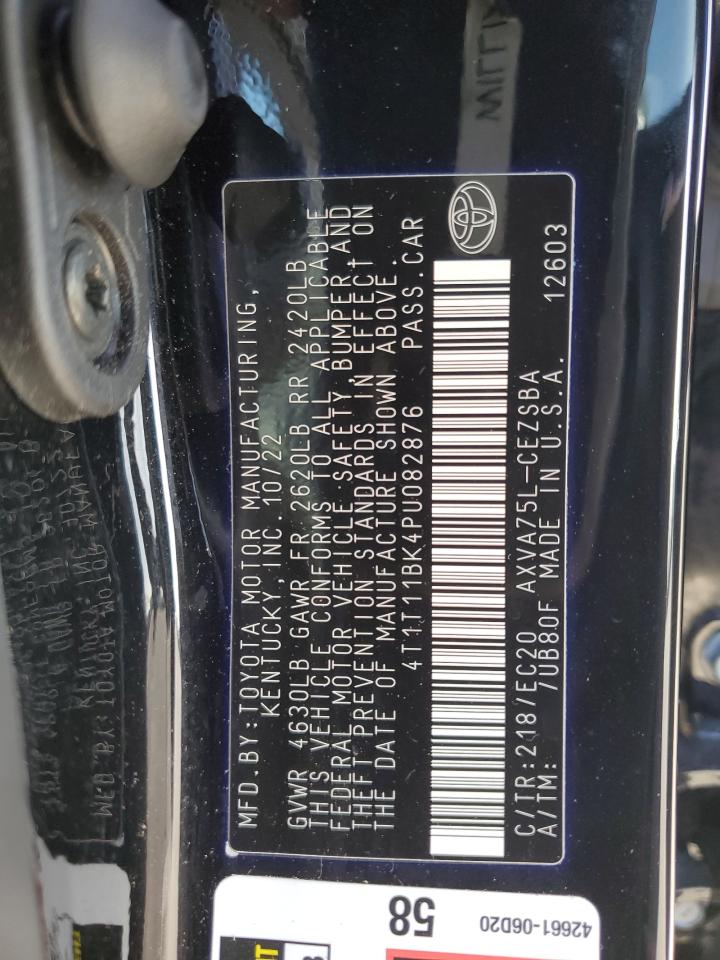 MFD.BY:TOYOTA MOTOR MANUFACTURING,
KENTUCKY,INC. 10/22
GVWR 4630LB GAWR FR 2620LB RR 2420LB
THIS VEHICLE CONFORMS TO ALL APPLICABLE
FEDERAL MOTOR VEHICLE SAFETY,BUMPER AND
THEFT PREVENTION STANDARDS IN EFFECT ON
THE DATE OF MANUFACTURE SHOWN ABOVE.
4T1T11BK4PU082876 PASS.CAR
C/TR:218/EC20 AXVA75L-CEZSBA
A/TM: 7UB80F MADE IN U.S.A. 12603
58
42661-06D20